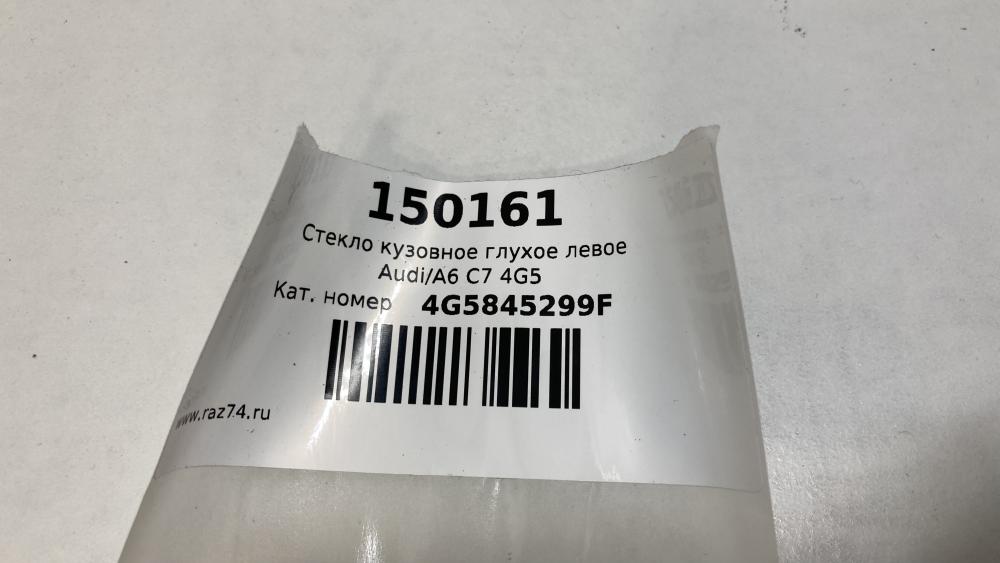 150161
Стекло кузовное глухое левое
Audi/A6 C7 4G5
Кат. номер 4G5845299F
www.raz74.ru